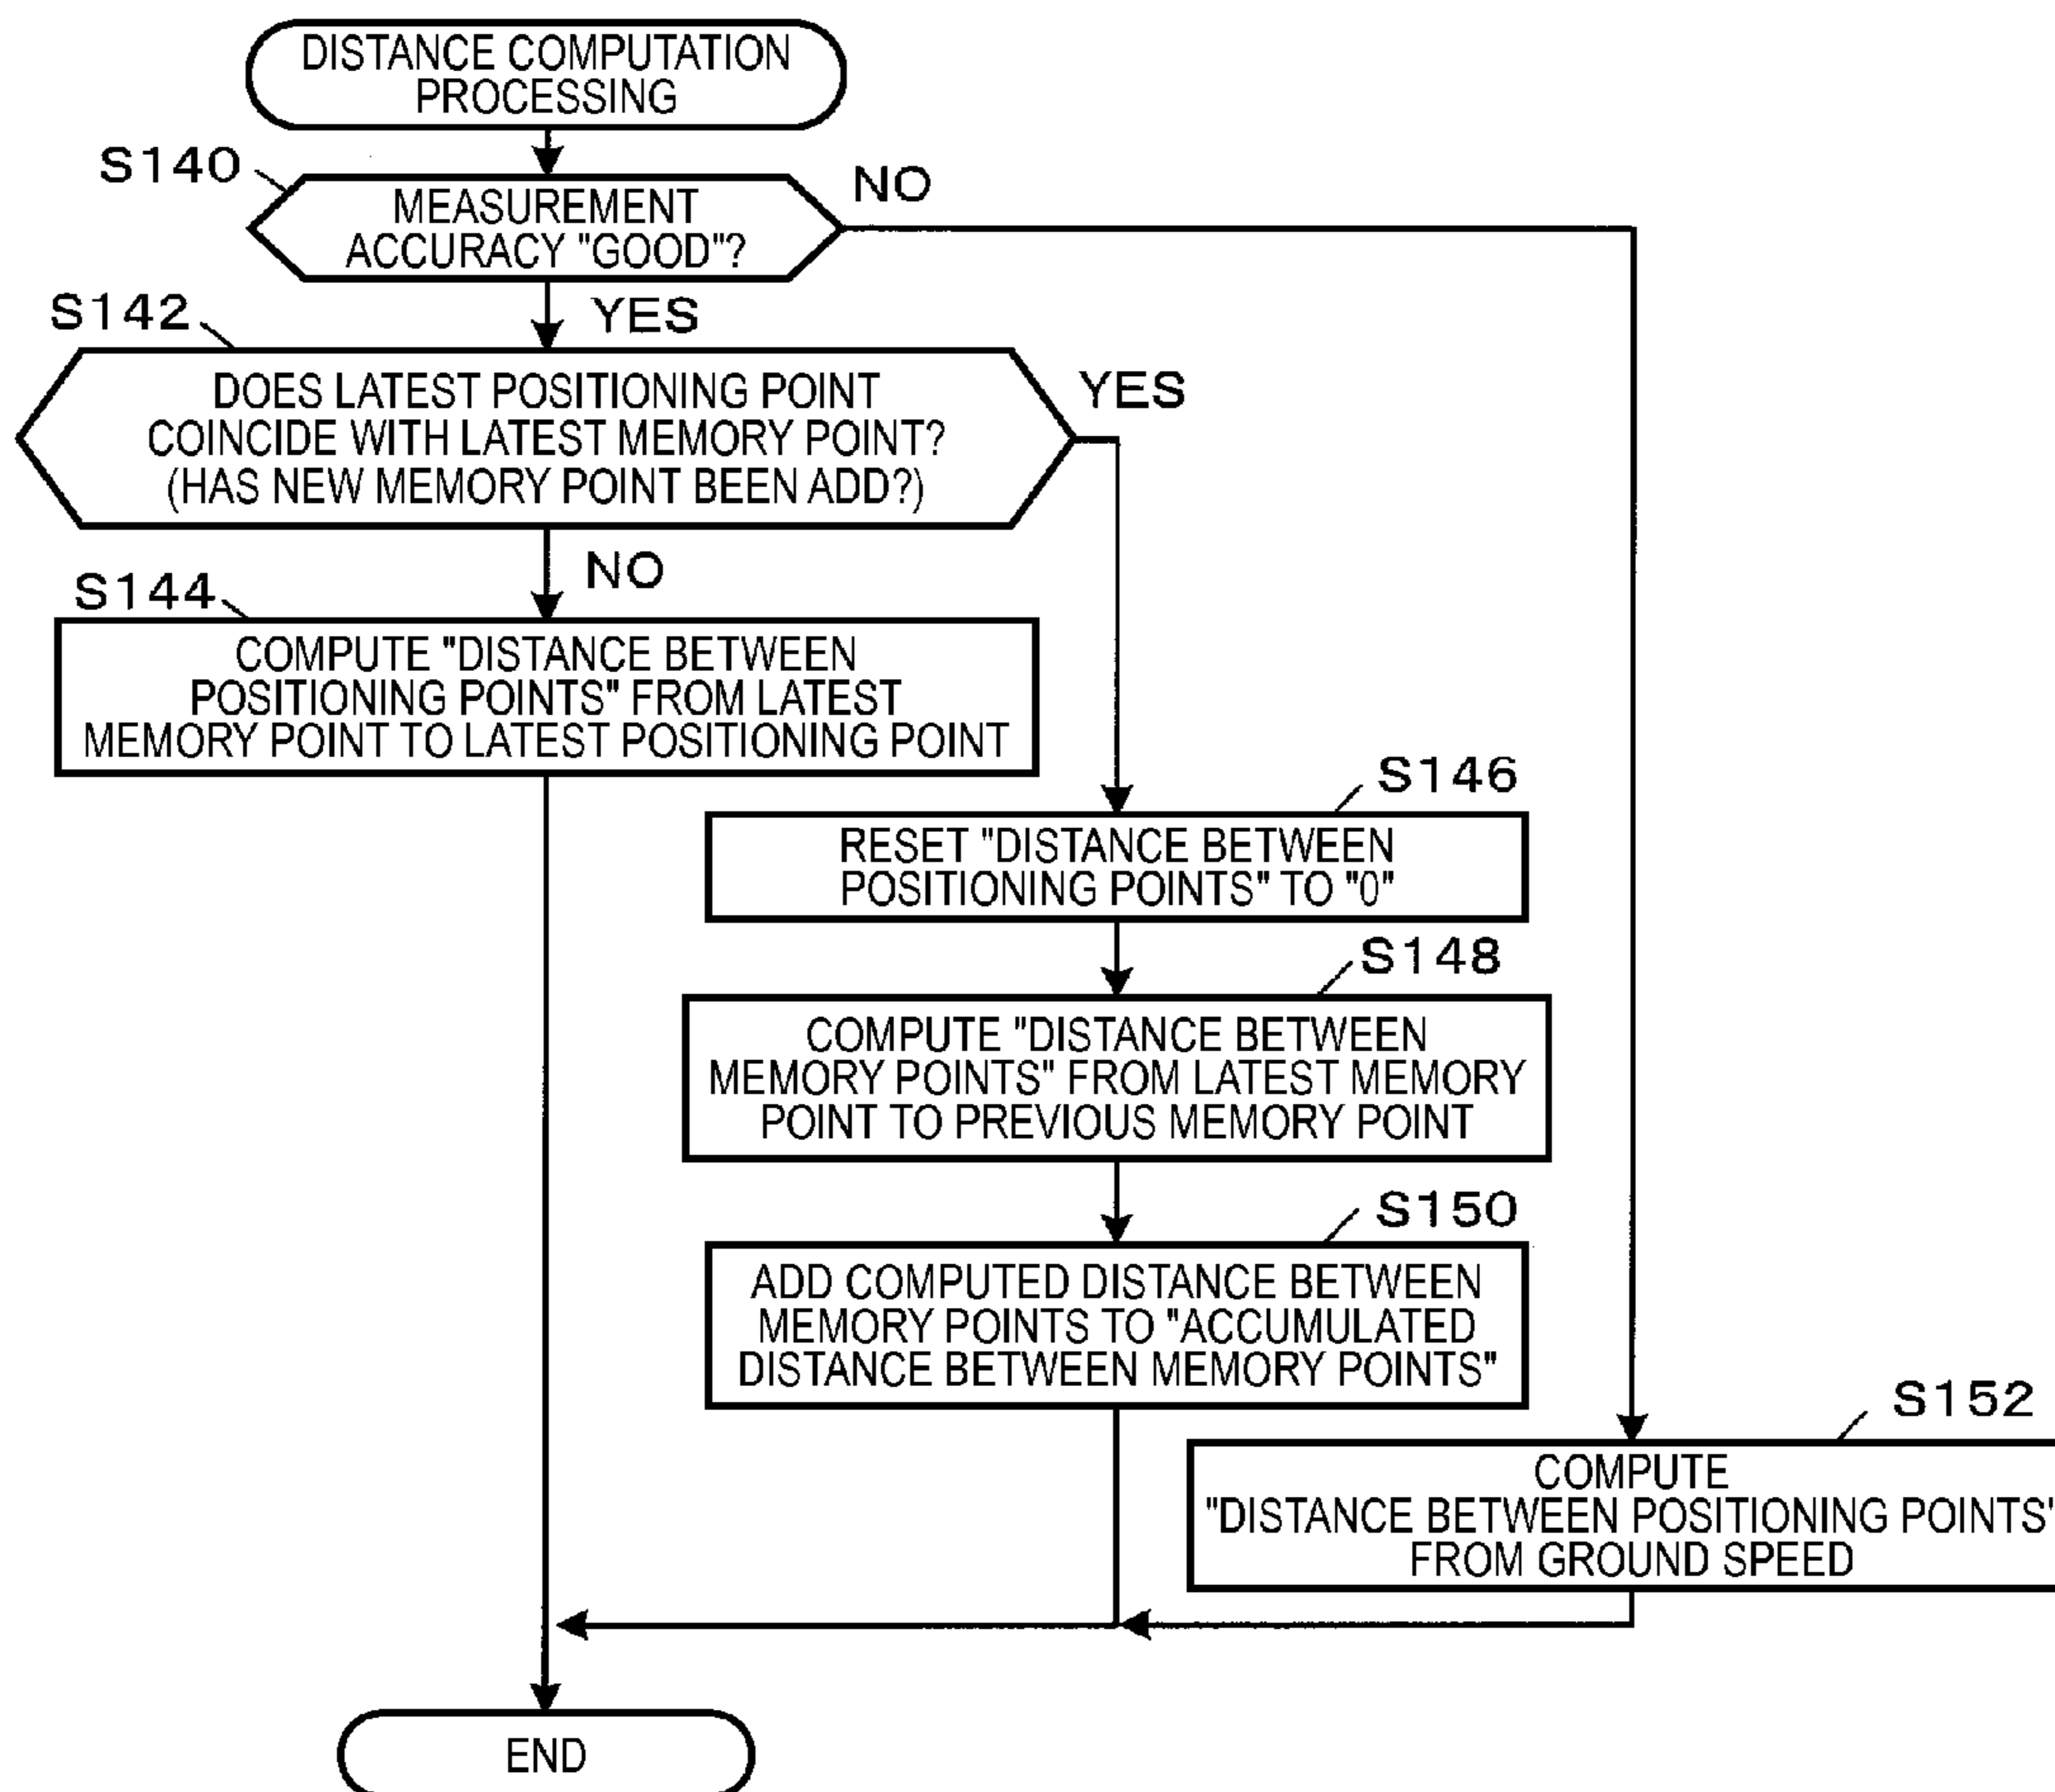 DISTANCE COMPUTATION
PROCESSING
S140
MEASUREMENT
ACCURACY "GOOD"?
NO
YES
S142
DOES LATEST POSITIONING POINT
COINCIDE WITH LATEST MEMORY POINT?
(HAS NEW MEMORY POINT BEEN ADD?)
YES
NO
S144
COMPUTE "DISTANCE BETWEEN
POSITIONING POINTS" FROM LATEST
MEMORY POINT TO LATEST POSITIONING POINT
S146
RESET "DISTANCE BETWEEN
POSITIONING POINTS" TO "0"
S148
COMPUTE "DISTANCE BETWEEN
MEMORY POINTS" FROM LATEST MEMORY
POINT TO PREVIOUS MEMORY POINT
S150
ADD COMPUTED DISTANCE BETWEEN
MEMORY POINTS TO "ACCUMULATED
DISTANCE BETWEEN MEMORY POINTS"
S152
COMPUTE
"DISTANCE BETWEEN POSITIONING POINTS"
FROM GROUND SPEED
END